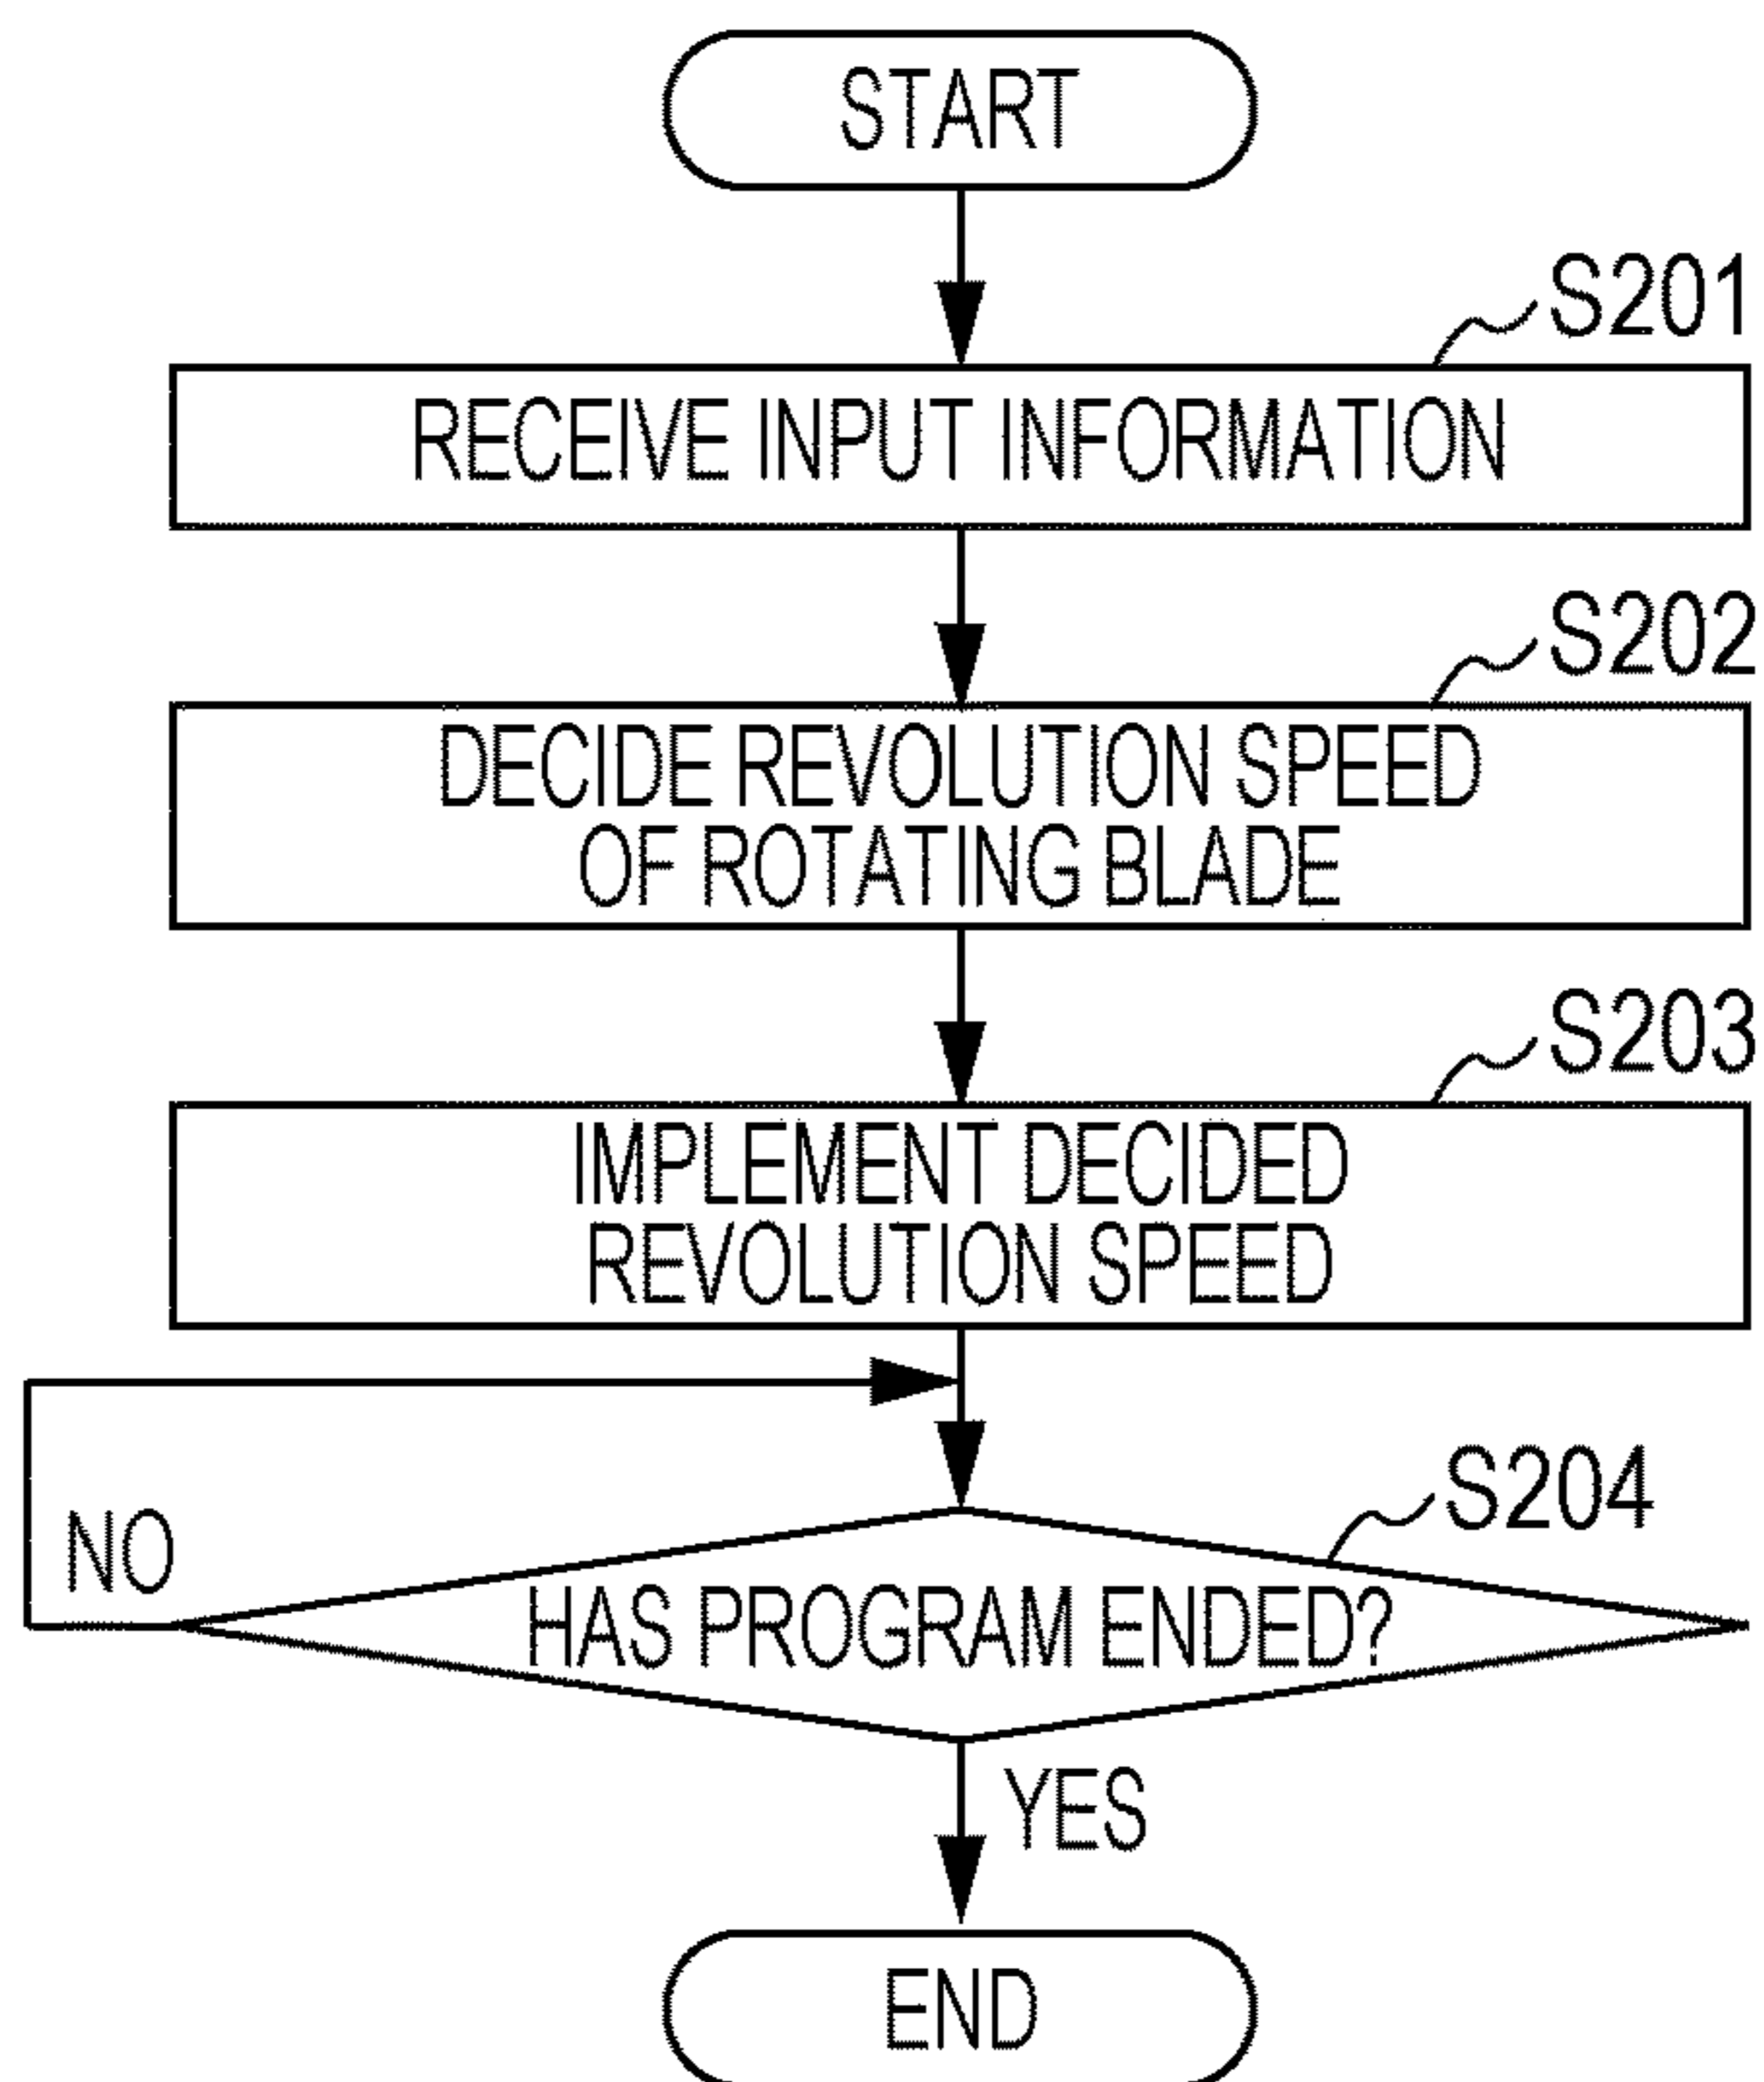 START
S201
RECEIVE INPUT INFORMATION
S202
DECIDE REVOLUTION SPEED
OF ROTATING BLADE
S203
IMPLEMENT DECIDED
REVOLUTION SPEED
S204
NO
HAS PROGRAM ENDED?
YES
END